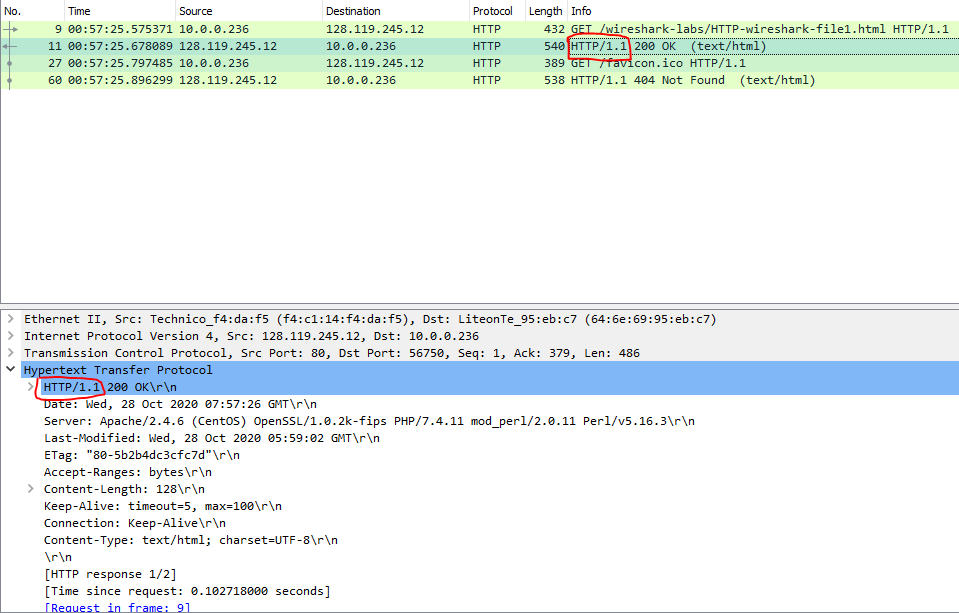 No. Time Source Destination Protocol Length Info
9 00:57:25.575371 10.0.0.236 128.119.245.12 HTTP 432 GET /wireshark-labs/HTTP-wireshark-file1.html HTTP/1.1
11 00:57:25.678089 128.119.245.12 10.0.0.236 HTTP 540 HTTP/1.1 200 OK (text/html)
27 00:57:25.797485 10.0.0.236 128.119.245.12 HTTP 389 GET /favicon.ico HTTP/1.1
60 00:57:25.896299 128.119.245.12 10.0.0.236 HTTP 538 HTTP/1.1 404 Not Found (text/html)
Ethernet II, Src: Technico_f4:da:f5 (f4:c1:14:f4:da:f5), Dst: LiteonTe_95:eb:c7 (64:6e:69:95:eb:c7)
Internet Protocol Version 4, Src: 128.119.245.12, Dst: 10.0.0.236
Transmission Control Protocol, Src Port: 80, Dst Port: 56750, Seq: 1, Ack: 379, Len: 486
Hypertext Transfer Protocol
HTTP/1.1 200 OK\r\n
Date: Wed, 28 Oct 2020 07:57:26 GMT\r\n
Server: Apache/2.4.6 (CentOS) OpenSSL/1.0.2k-fips PHP/7.4.11 mod_perl/2.0.11 Perl/v5.16.3\r\n
Last-Modified: Wed, 28 Oct 2020 05:59:02 GMT\r\n
ETag: "80-5b2b4dc3cfc7d"\r\n
Accept-Ranges: bytes\r\n
Content-Length: 128\r\n
Keep-Alive: timeout=5, max=100\r\n
Connection: Keep-Alive\r\n
Content-Type: text/html; charset=UTF-8\r\n
\r\n
[HTTP response 1/2]
[Time since request: 0.102718000 seconds]
[Request in frame: 9]